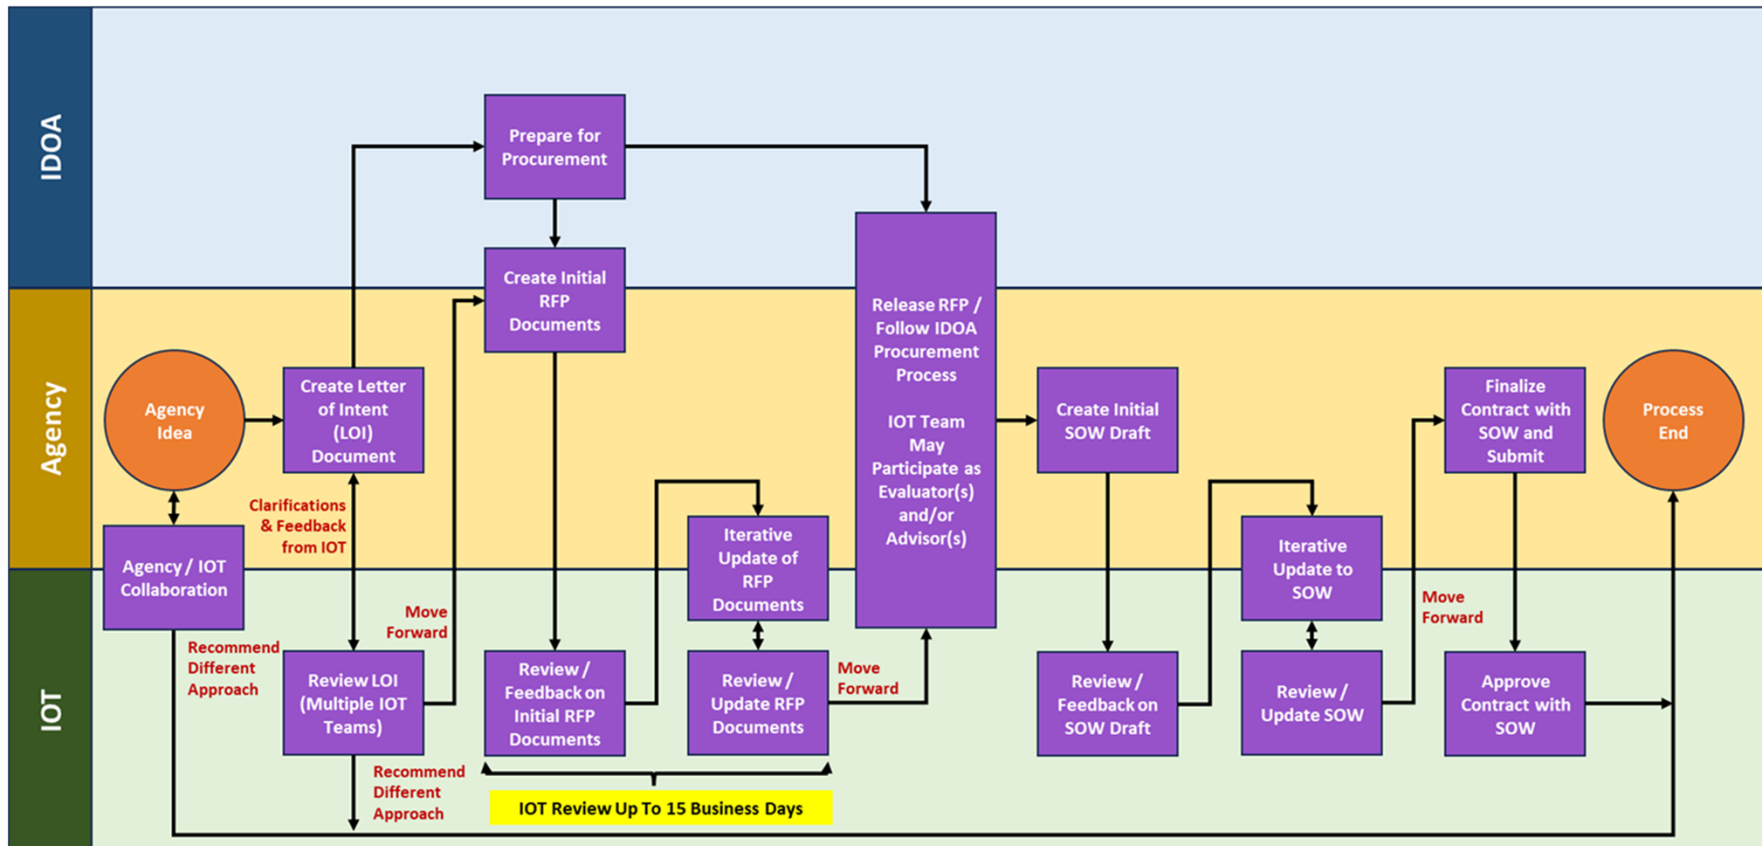 IDOA
Prepare for
Procurement
Create Initial
RFP
Documents
Agency
Agency
Idea
Create Letter
of Intent
(LOI)
Document
Clarifications
& Feedback
from IOT
Agency / IOT
Collaboration
Iterative
Update of
RFP
Documents
Release RFP /
Follow IDOA
Procurement
Process
IOT Team
May
Participate as
Evaluator(s)
and/or
Advisor(s)
Create Initial
SOW Draft
Iterative
Update to
SOW
Finalize
Contract with
SOW and
Submit
Process
End
IOT
Recommend
Different
Approach
Move
Forward
Review LOI
(Multiple IOT
Teams)
Recommend
Different
Approach
Review /
Feedback on
Initial RFP
Documents
Review /
Update RFP
Documents
Move
Forward
IOT Review Up To 15 Business Days
Review /
Feedback on
SOW Draft
Review /
Update SOW
Move
Forward
Approve
Contract with
SOW